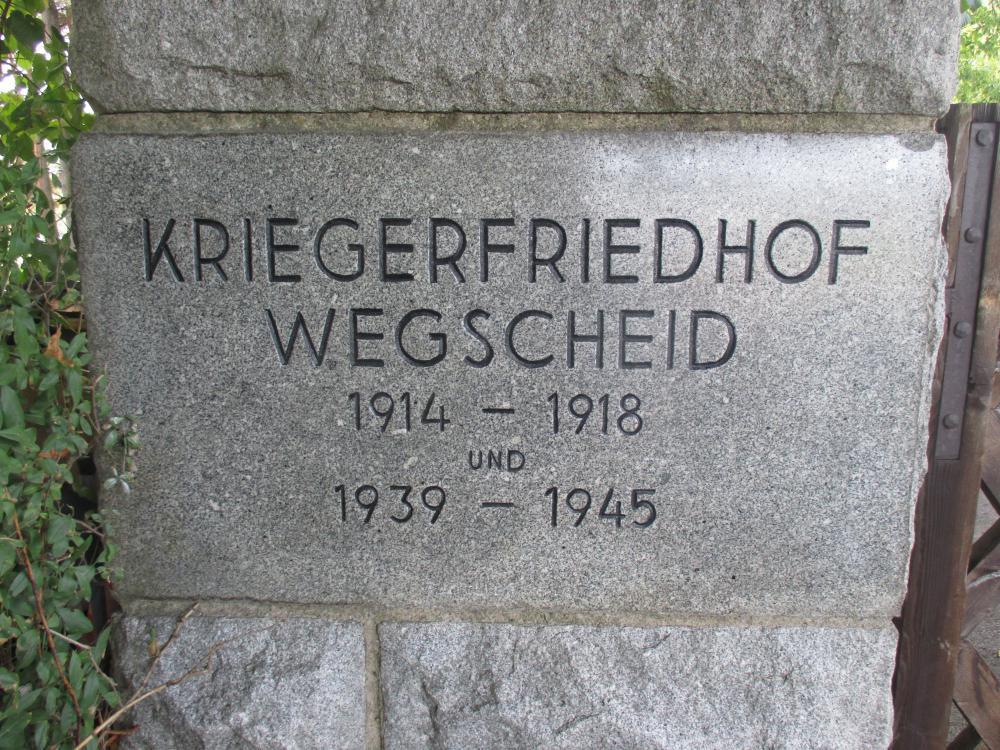 KRIEGERFRIEDHOF
WEGSCHEID
1914 – 1918
UND
1939 – 1945